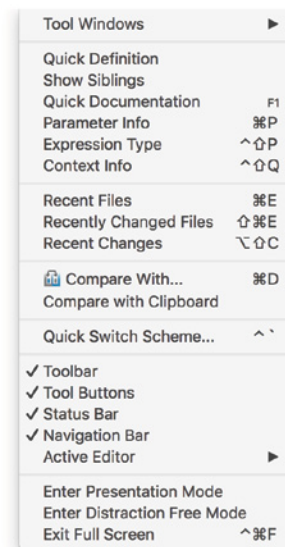 Tool Windows ▶
Quick Definition
Show Siblings
Quick Documentation F1
Parameter Info ⌘P
Expression Type ^⇧P
Context Info ^⇧Q
Recent Files ⌘E
Recently Changed Files ⇧⌘E
Recent Changes ⌥⇧C
Compare With... ⌘D
Compare with Clipboard
Quick Switch Scheme... ^`
✓ Toolbar
✓ Tool Buttons
✓ Status Bar
✓ Navigation Bar
Active Editor ▶
Enter Presentation Mode
Enter Distraction Free Mode
Exit Full Screen ^⌘F